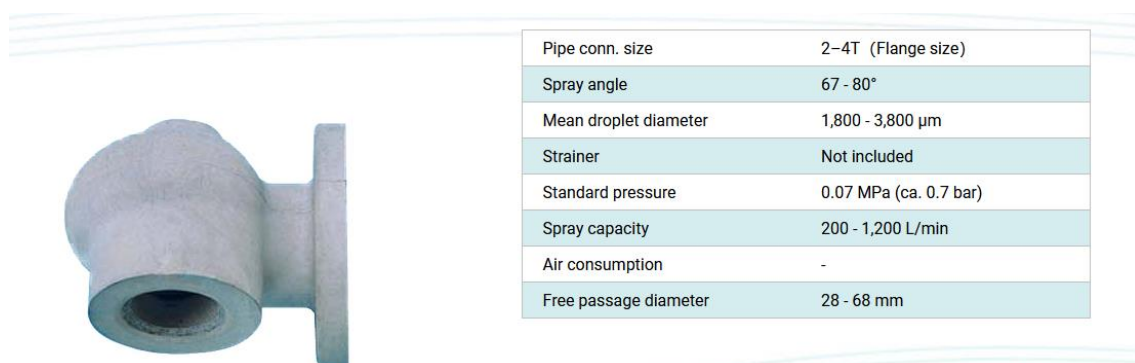 Pipe conn. size 2–4T (Flange size)
Spray angle 67 - 80°
Mean droplet diameter 1,800 - 3,800 μm
Strainer Not included
Standard pressure 0.07 MPa (ca. 0.7 bar)
Spray capacity 200 - 1,200 L/min
Air consumption -
Free passage diameter 28 - 68 mm